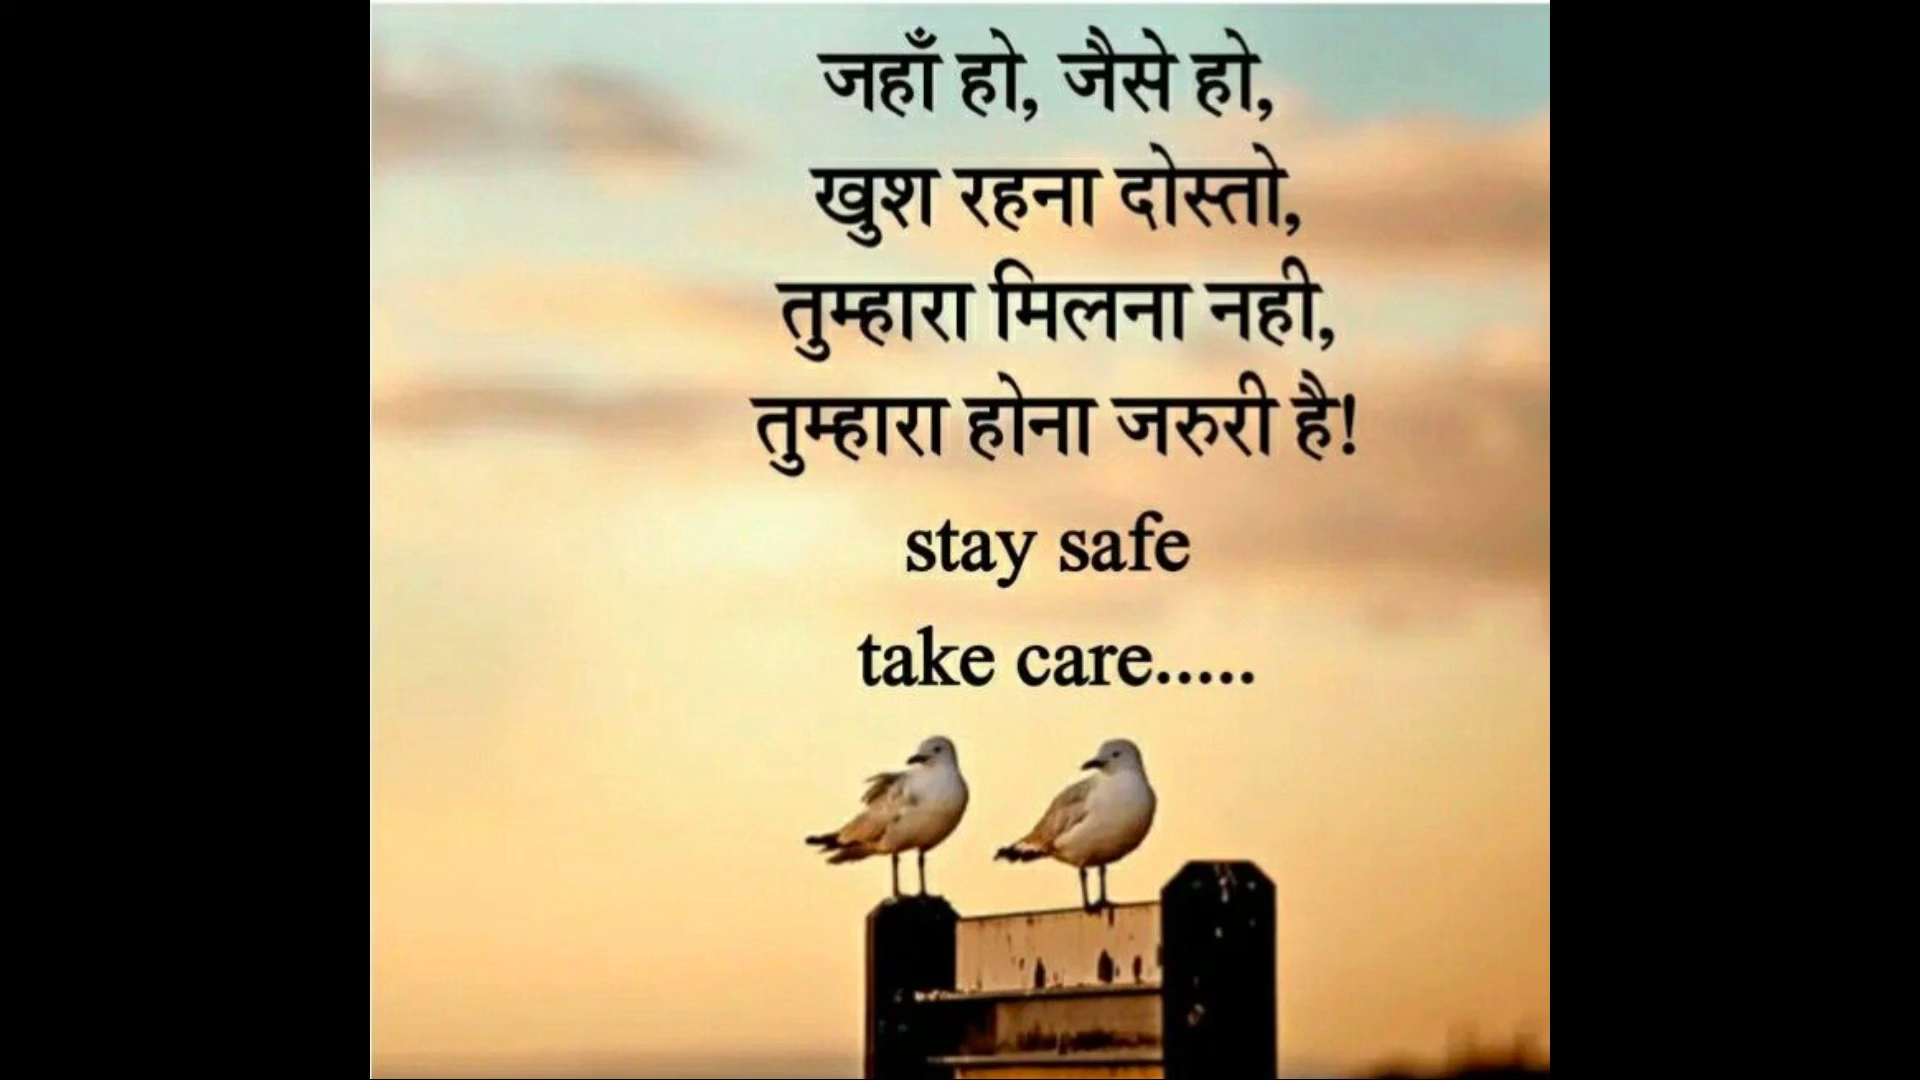 जहाँ हो, जैसे हो,
खुश रहना दोस्तो,
तुम्हारा मिलना नही,
तुम्हारा होना जरुरी है!
stay safe
take care.....